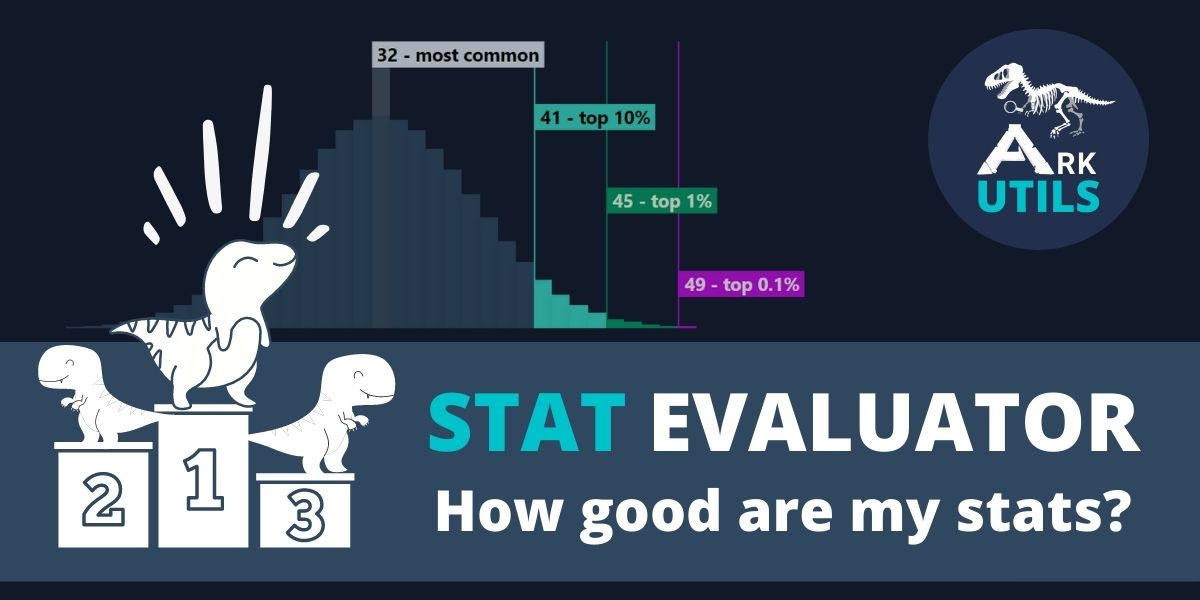 32 - most common
41 - top 10%
45 - top 1%
49 - top 0.1%
ARK
UTILS
2
1
3
STAT EVALUATOR
How good are my stats?